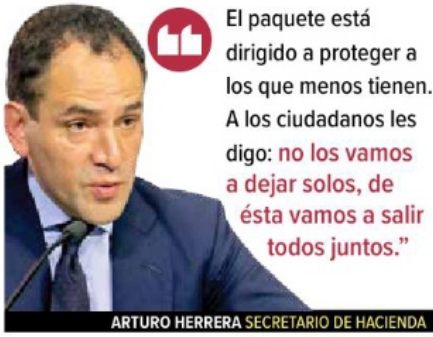 El paquete está
dirigido a proteger a
los que menos tienen.
A los ciudadanos les
digo: no los vamos
a dejar solos, de
ésta vamos a salir
todos juntos.”
ARTURO HERRERA SECRETARIO DE HACIENDA